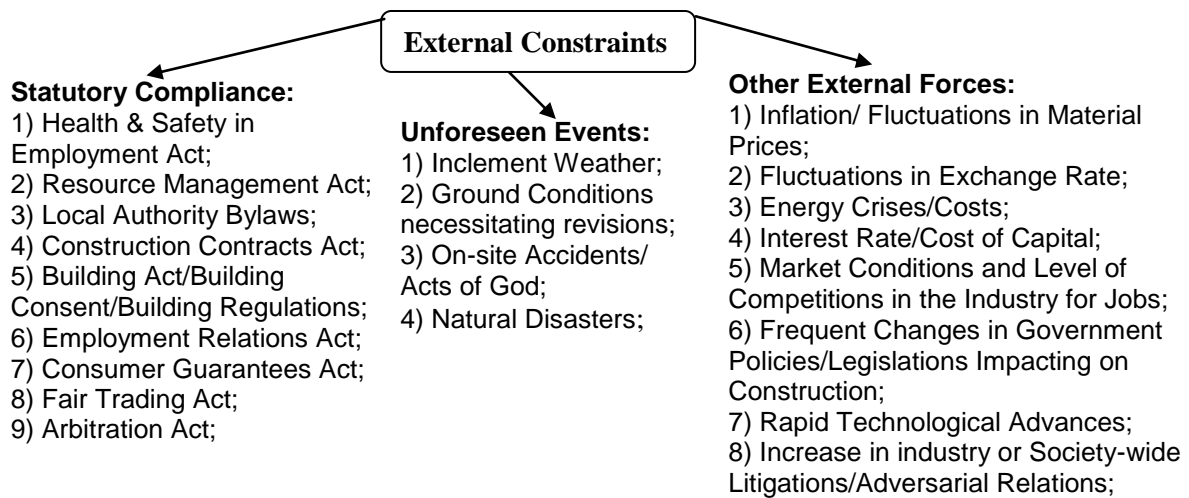 External Constraints
Statutory Compliance:
1) Health & Safety in
Employment Act;
2) Resource Management Act;
3) Local Authority Bylaws;
4) Construction Contracts Act;
5) Building Act/Building
Consent/Building Regulations;
6) Employment Relations Act;
7) Consumer Guarantees Act;
8) Fair Trading Act;
9) Arbitration Act;
Unforeseen Events:
1) Inclement Weather;
2) Ground Conditions
necessitating revisions;
3) On-site Accidents/
Acts of God;
4) Natural Disasters;
Other External Forces:
1) Inflation/ Fluctuations in Material
Prices;
2) Fluctuations in Exchange Rate;
3) Energy Crises/Costs;
4) Interest Rate/Cost of Capital;
5) Market Conditions and Level of
Competitions in the Industry for Jobs;
6) Frequent Changes in Government
Policies/Legislations Impacting on
Construction;
7) Rapid Technological Advances;
8) Increase in industry or Society-wide
Litigations/Adversarial Relations;